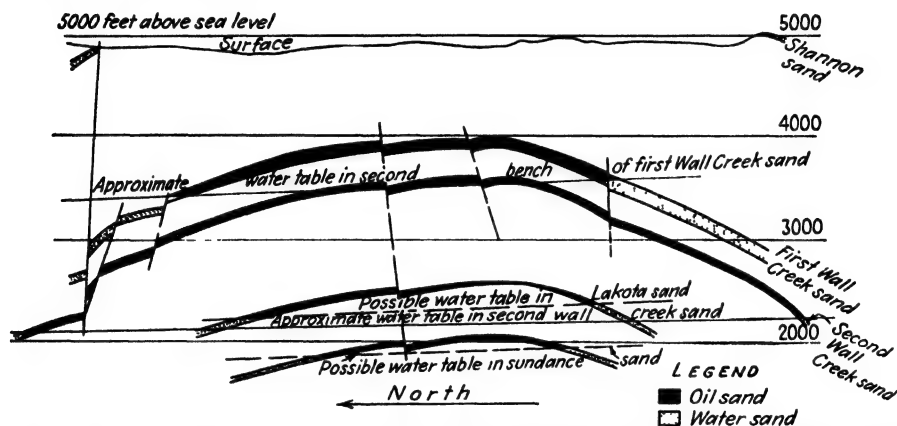 5000 feet above sea level
5000
Surface
Shannon sand
4000
Approximate water table in second bench of first Wall Creek sand
3000
First Wall Creek sand
Possible water table in Lakota sand
Approximate water table in second wall creek sand
2000
Second Wall Creek sand
Possible water table in sundance sand
North
LEGEND
Oil sand
Water sand